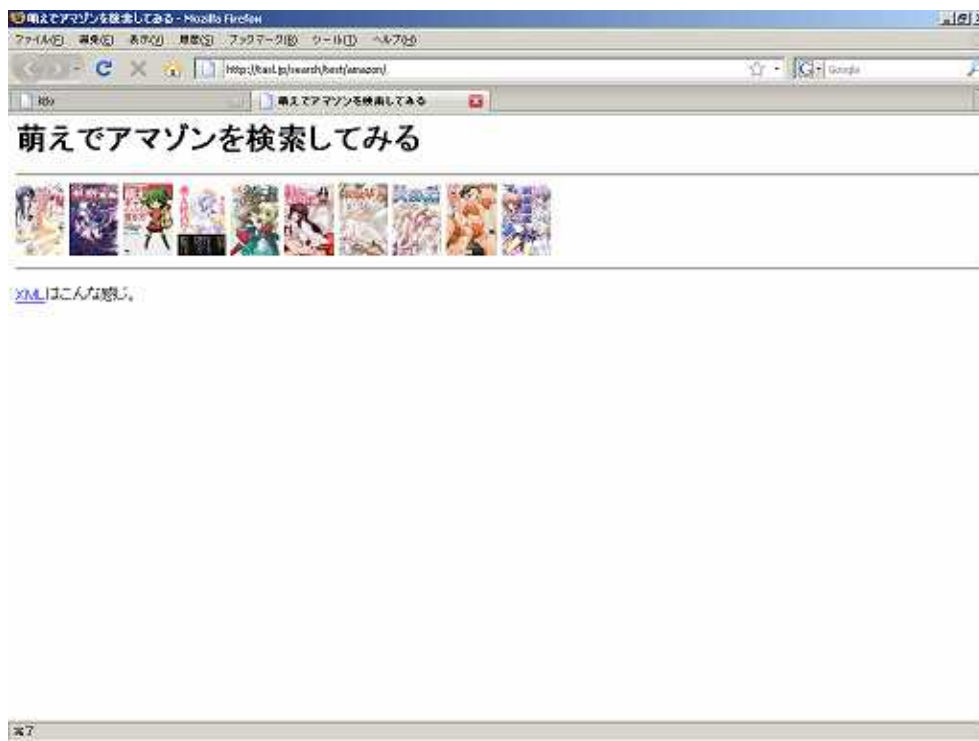 萌えでアマゾンを検索してみる - Mozilla Firefox
ファイル(F) 編集(E) 表示(V) 履歴(S) ブックマーク(B) ツール(T) ヘルプ(H)
Google
萌えでアマゾンを検索してみる
萌えでアマゾンを検索してみる
XMLはこんな感じ。
完了